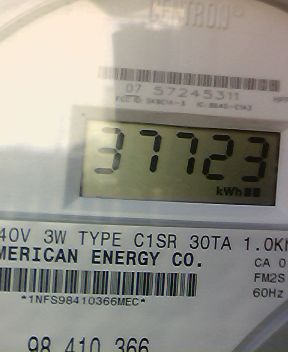 CENTRON®
07 57245311
37723
kWh
40V 3W TYPE C1SR 30TA 1.0K
MERICAN ENERGY CO.
CA 0
FM2S
60Hz
*1NFS98410366MEC*
98 410 366